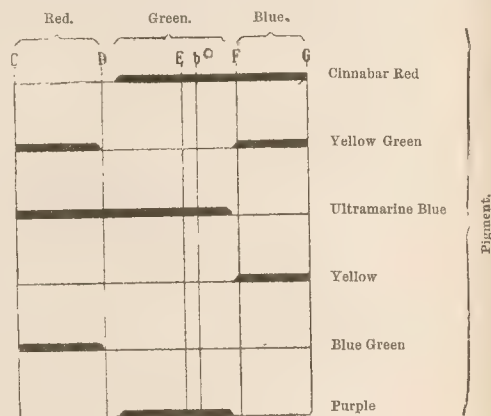 Red. Green. Blue.
C D E b F G
Cinnabar Red
Yellow Green
Ultramarine Blue
Yellow
Blue Green
Purple
Pigment.